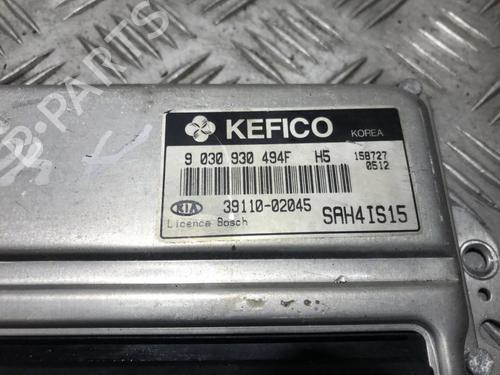 KEFICO KOREA
9 030 930 494F H5 158727
0512
KIA 39110-02045 SAH4IS15
Licence Bosch
B-PARTS